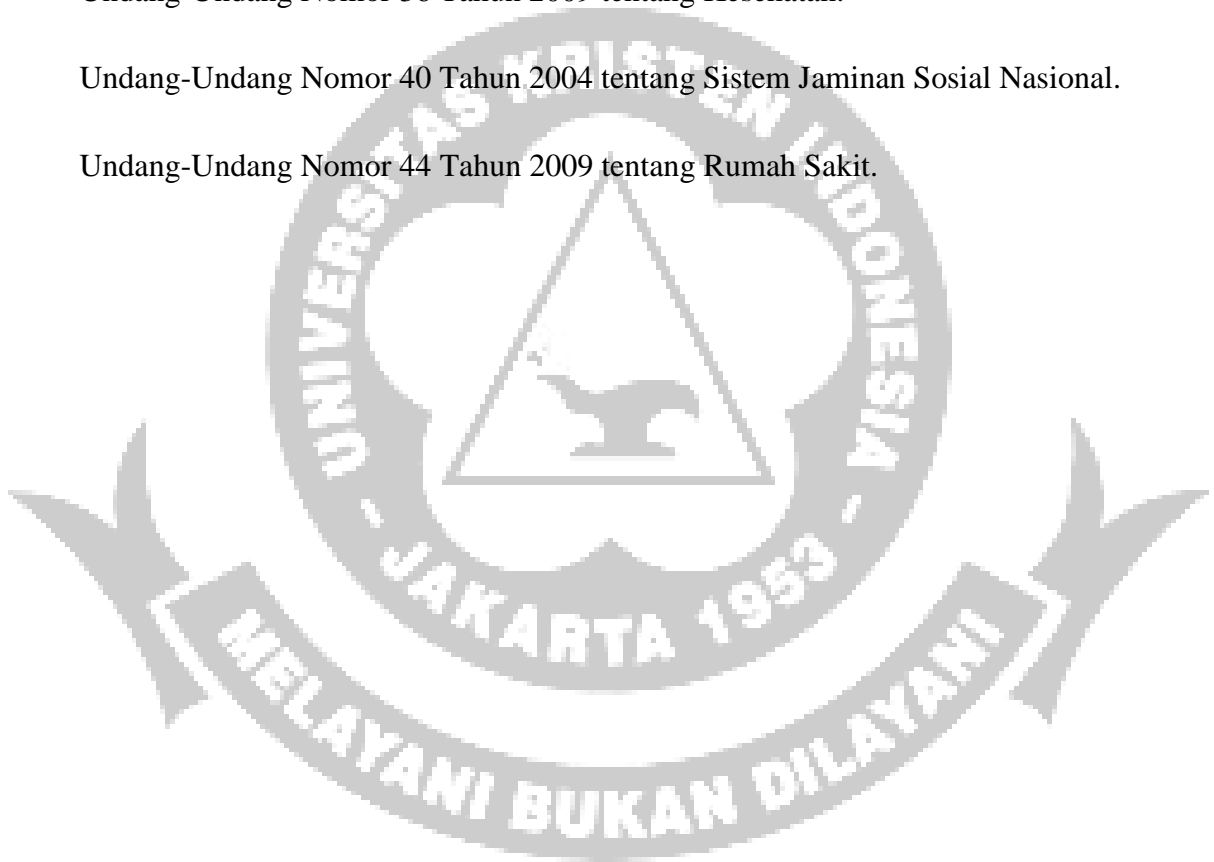 Undang-Undang Nomor 36 Tahun 2009 tentang Kesehatan.
Undang-Undang Nomor 40 Tahun 2004 tentang Sistem Jaminan Sosial Nasional.
Undang-Undang Nomor 44 Tahun 2009 tentang Rumah Sakit.
UNIVERSITAS KRISTEN INDONESIA
- JAKARTA 1953 -
MELAYANI BUKAN DILAYANI